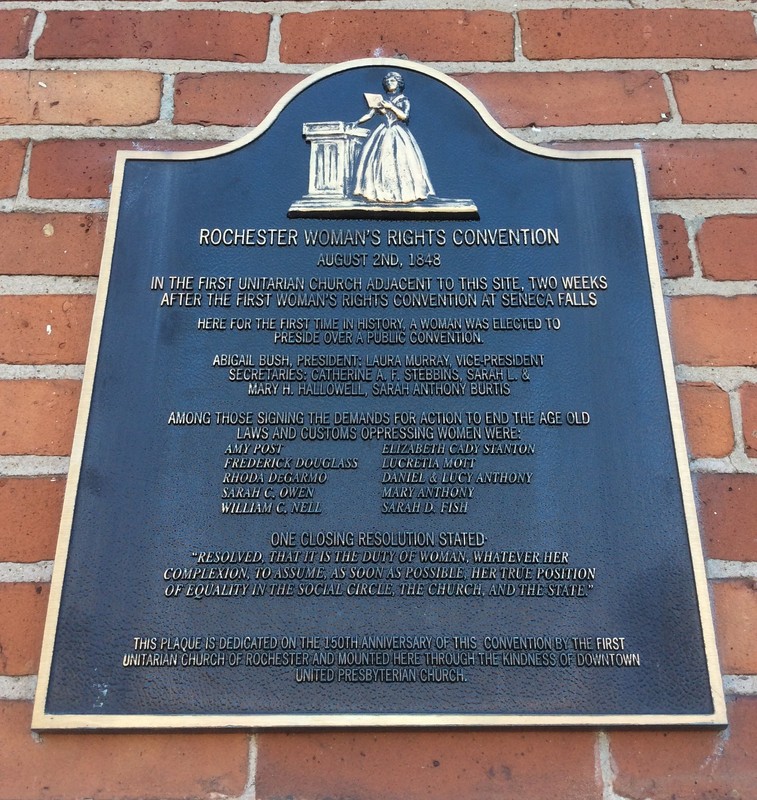 ROCHESTER WOMAN'S RIGHTS CONVENTION
AUGUST 2ND, 1848
IN THE FIRST UNITARIAN CHURCH ADJACENT TO THIS SITE, TWO WEEKS
AFTER THE FIRST WOMAN'S RIGHTS CONVENTION AT SENECA FALLS
HERE FOR THE FIRST TIME IN HISTORY, A WOMAN WAS ELECTED TO
PRESIDE OVER A PUBLIC CONVENTION.
ABIGAIL BUSH, PRESIDENT: LAURA MURRAY, VICE-PRESIDENT
SECRETARIES: CATHERINE A. F. STEBBINS, SARAH L. &
MARY H. HALLOWELL, SARAH ANTHONY BURTIS
AMONG THOSE SIGNING THE DEMANDS FOR ACTION TO END THE AGE OLD
LAWS AND CUSTOMS OPPRESSING WOMEN WERE:
AMY POST ELIZABETH CADY STANTON
FREDERICK DOUGLASS LUCRETIA MOTT
RHODA DeGARMO DANIEL & LUCY ANTHONY
SARAH C. OWEN MARY ANTHONY
WILLIAM C. NELL SARAH D. FISH
ONE CLOSING RESOLUTION STATED:
"RESOLVED, THAT IT IS THE DUTY OF WOMAN, WHATEVER HER
COMPLEXION, TO ASSUME, AS SOON AS POSSIBLE, HER TRUE POSITION
OF EQUALITY IN THE SOCIAL CIRCLE, THE CHURCH, AND THE STATE."
THIS PLAQUE IS DEDICATED ON THE 150TH ANNIVERSARY OF THIS CONVENTION BY THE FIRST
UNITARIAN CHURCH OF ROCHESTER AND MOUNTED HERE THROUGH THE KINDNESS OF DOWNTOWN
UNITED PRESBYTERIAN CHURCH.